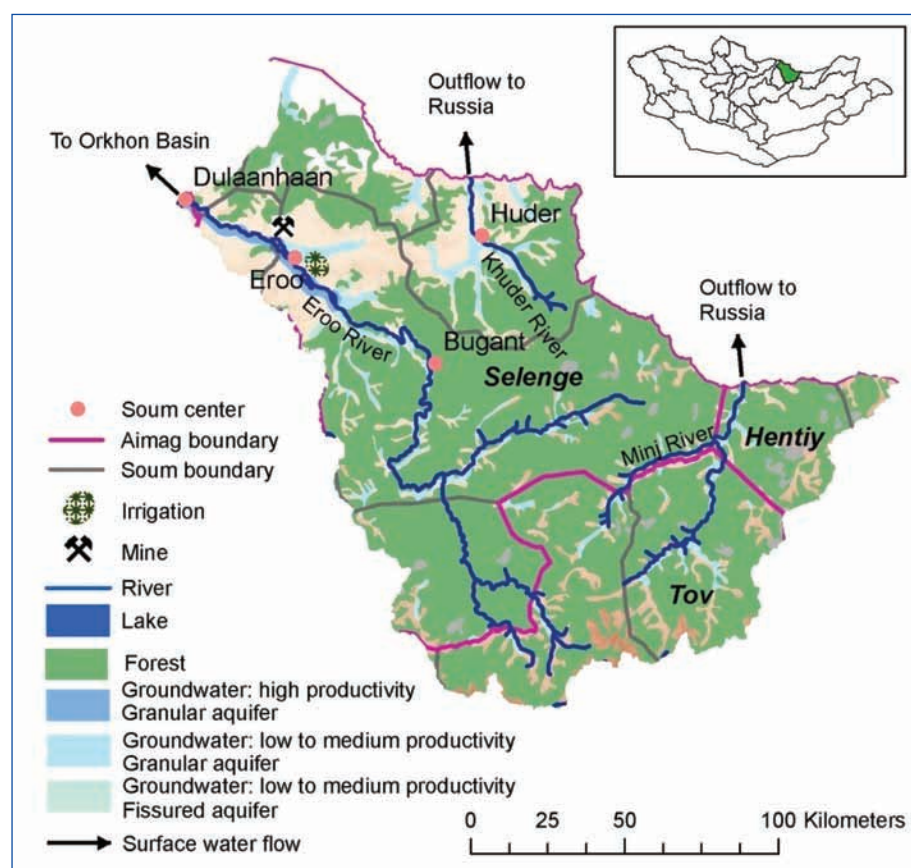 Outflow to
Russia
To Orkhon Basin
Dulaanhaan
Huder
Eroo
Khuder River
Eroo River
Outflow to
Russia
Bugant
Selenge
Minj River
Hentiy
Tov
Soum center
Aimag boundary
Soum boundary
Irrigation
Mine
River
Lake
Forest
Groundwater: high productivity
Granular aquifer
Groundwater: low to medium productivity
Granular aquifer
Groundwater: low to medium productivity
Fissured aquifer
Surface water flow
0 25 50 100 Kilometers